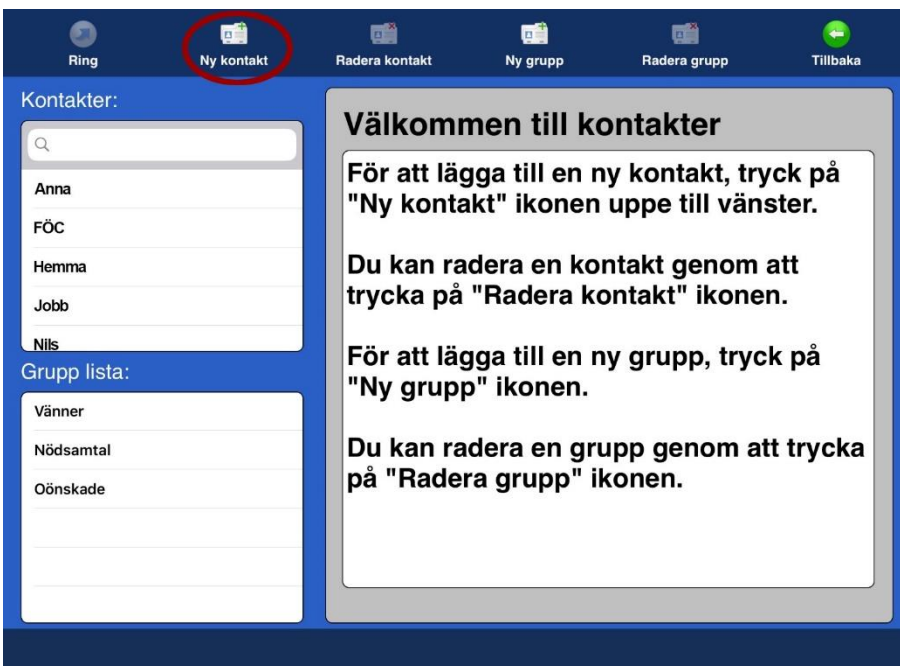 Ring
Ny kontakt
Radera kontakt
Ny grupp
Radera grupp
Tillbaka
Kontakter:
Anna
FÖC
Hemma
Jobb
Nils
Grupp lista:
Vänner
Nödsamtal
Oönskade
Välkommen till kontakter
För att lägga till en ny kontakt, tryck på
"Ny kontakt" ikonen uppe till vänster.
Du kan radera en kontakt genom att
trycka på "Radera kontakt" ikonen.
För att lägga till en ny grupp, tryck på
"Ny grupp" ikonen.
Du kan radera en grupp genom att trycka
på "Radera grupp" ikonen.